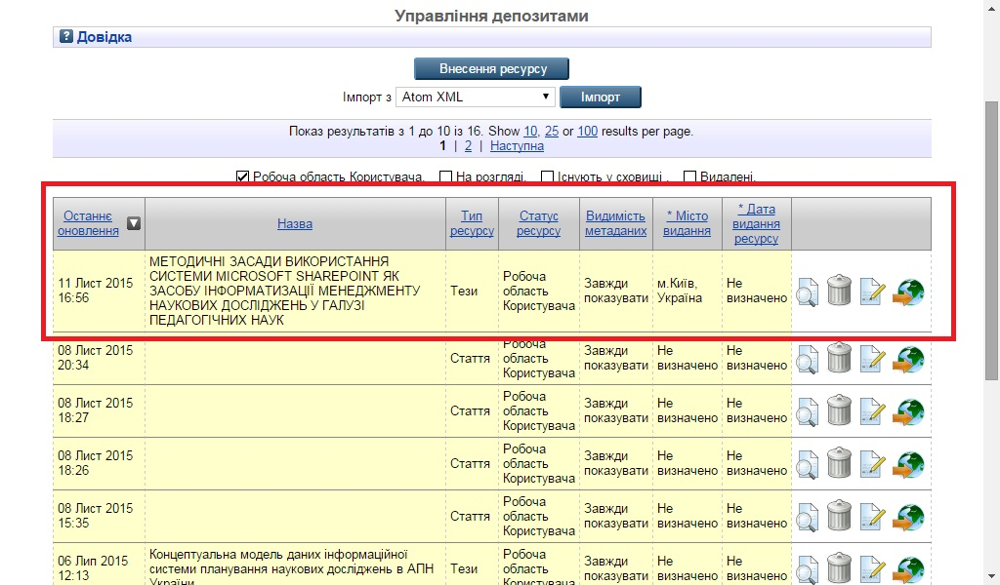 Управління депозитами
? Довідка
Внесення ресурсу
Імпорт з Atom XML Імпорт
Показ результатів з 1 до 10 із 16. Show 10, 25 or 100 results per page.
1 | 2 | Наступна
Робоча область Користувача. На розгляді. Існують у сховищі . Видалені.
Останнє
оновлення
Назва
Тип
ресурсу
Статус
ресурсу
Видимість
метаданих
* Місто
видання
* Дата
видання
ресурсу
11 Лист 2015
16:56
МЕТОДИЧНІ ЗАСАДИ ВИКОРИСТАННЯ
СИСТЕМИ MICROSOFT SHAREPOINT ЯК
ЗАСОБУ ІНФОРМАТИЗАЦІЇ МЕНЕДЖМЕНТУ
НАУКОВИХ ДОСЛІДЖЕНЬ У ГАЛУЗІ
ПЕДАГОГІЧНИХ НАУК
Тези
Робоча
область
Користувача
Завжди
показувати
м.Київ,
Україна
Не
визначено
08 Лист 2015
20:34
Стаття
Робоча
область
Користувача
Завжди
показувати
Не
визначено
Не
визначено
08 Лист 2015
18:27
Стаття
Робоча
область
Користувача
Завжди
показувати
Не
визначено
Не
визначено
08 Лист 2015
18:26
Стаття
Робоча
область
Користувача
Завжди
показувати
Не
визначено
Не
визначено
08 Лист 2015
15:35
Стаття
Робоча
область
Користувача
Завжди
показувати
Не
визначено
Не
визначено
06 Лип 2015
12:13
Концептуальна модель даних інформаційної
системи планування наукових досліджень в АПН
України
Тези
Робоча
область
Користувача
Завжди
показувати
Не
визначено
Не
визначено